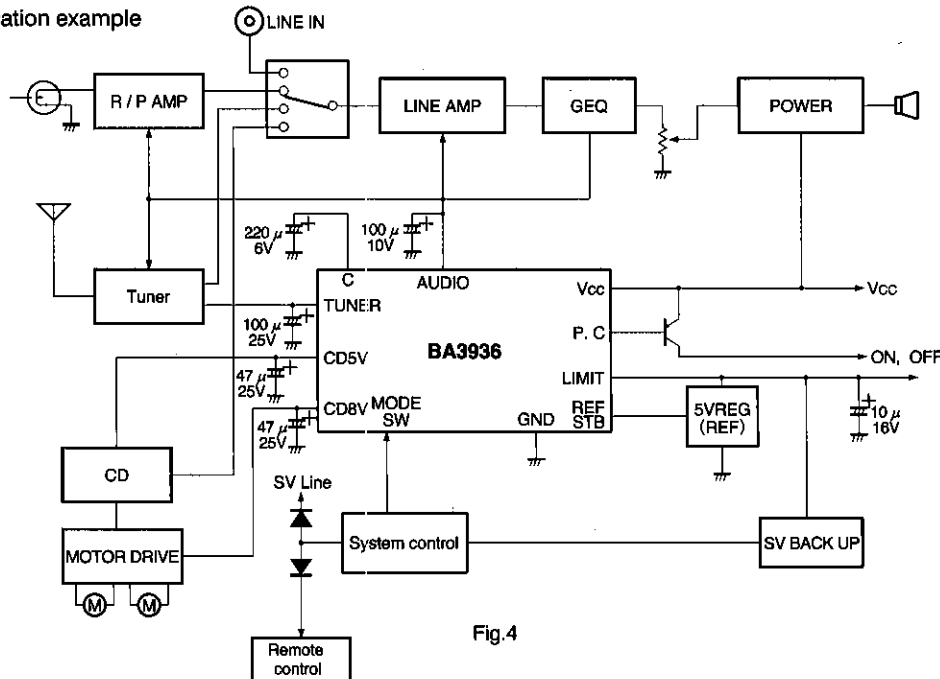 ation example
LINE IN
R / P AMP
LINE AMP
GEQ
POWER
220 μ
6V
100 μ
10V
C
AUDIO
Tuner
TUNER
Vcc
Vcc
100 μ
25V
P. C
BA3936
CD5V
ON, OFF
47 μ
25V
LIMIT
CD8V
MODE
SW
GND
REF
STB
5VREG
(REF)
10 μ
16V
47 μ
25V
CD
SV Line
MOTOR DRIVE
System control
SV BACK UP
M
M
Remote
control
Fig.4